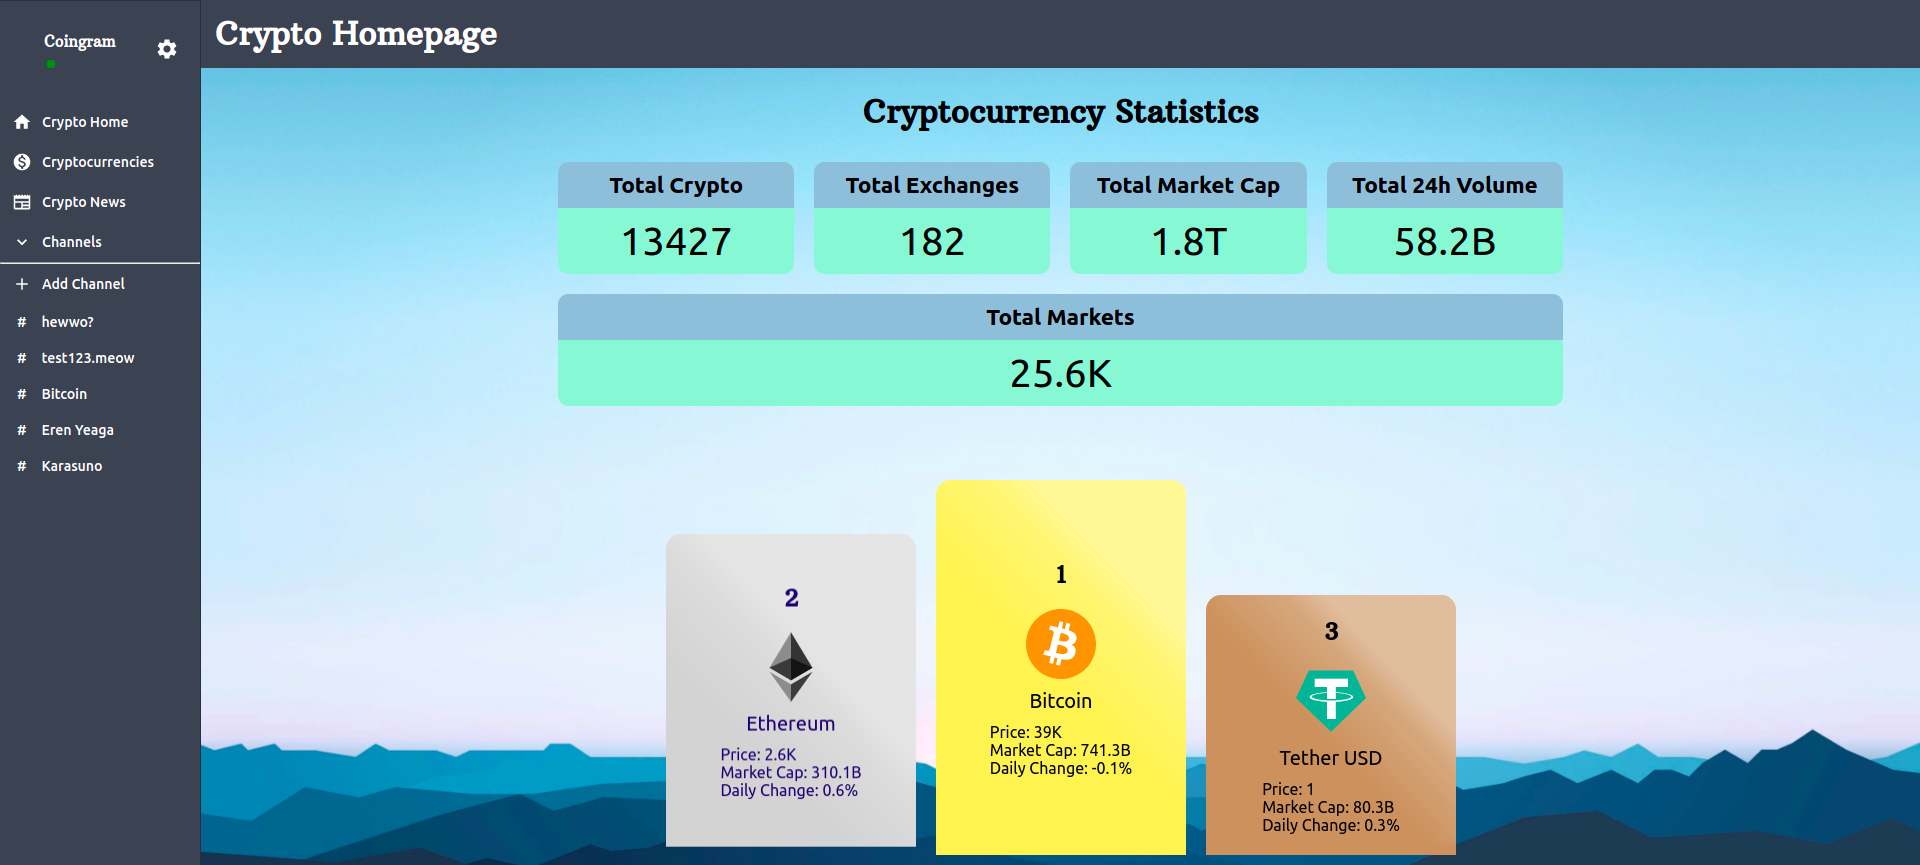 Coingram
Crypto Home
Cryptocurrencies
Crypto News
Channels
Add Channel
# hewwo?
# test123.meow
# Bitcoin
# Eren Yeaga
# Karasuno
Crypto Homepage
Cryptocurrency Statistics
Total Crypto
13427
Total Exchanges
182
Total Market Cap
1.8T
Total 24h Volume
58.2B
Total Markets
25.6K
2
Ethereum
Price: 2.6K
Market Cap: 310.1B
Daily Change: 0.6%
1
Bitcoin
Price: 39K
Market Cap: 741.3B
Daily Change: -0.1%
3
Tether USD
Price: 1
Market Cap: 80.3B
Daily Change: 0.3%